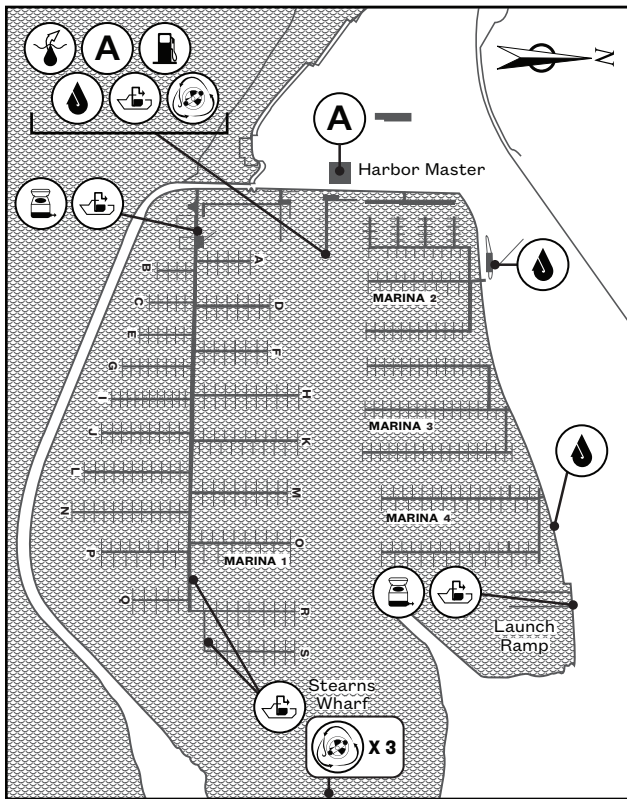 A
N
A
Harbor Master
A
B
C
D
MARINA 2
E
F
G
H
I
MARINA 3
J
K
L
M
MARINA 4
N
O
P
MARINA 1
Q
R
Launch
Ramp
S
Stearns
Wharf
X 3